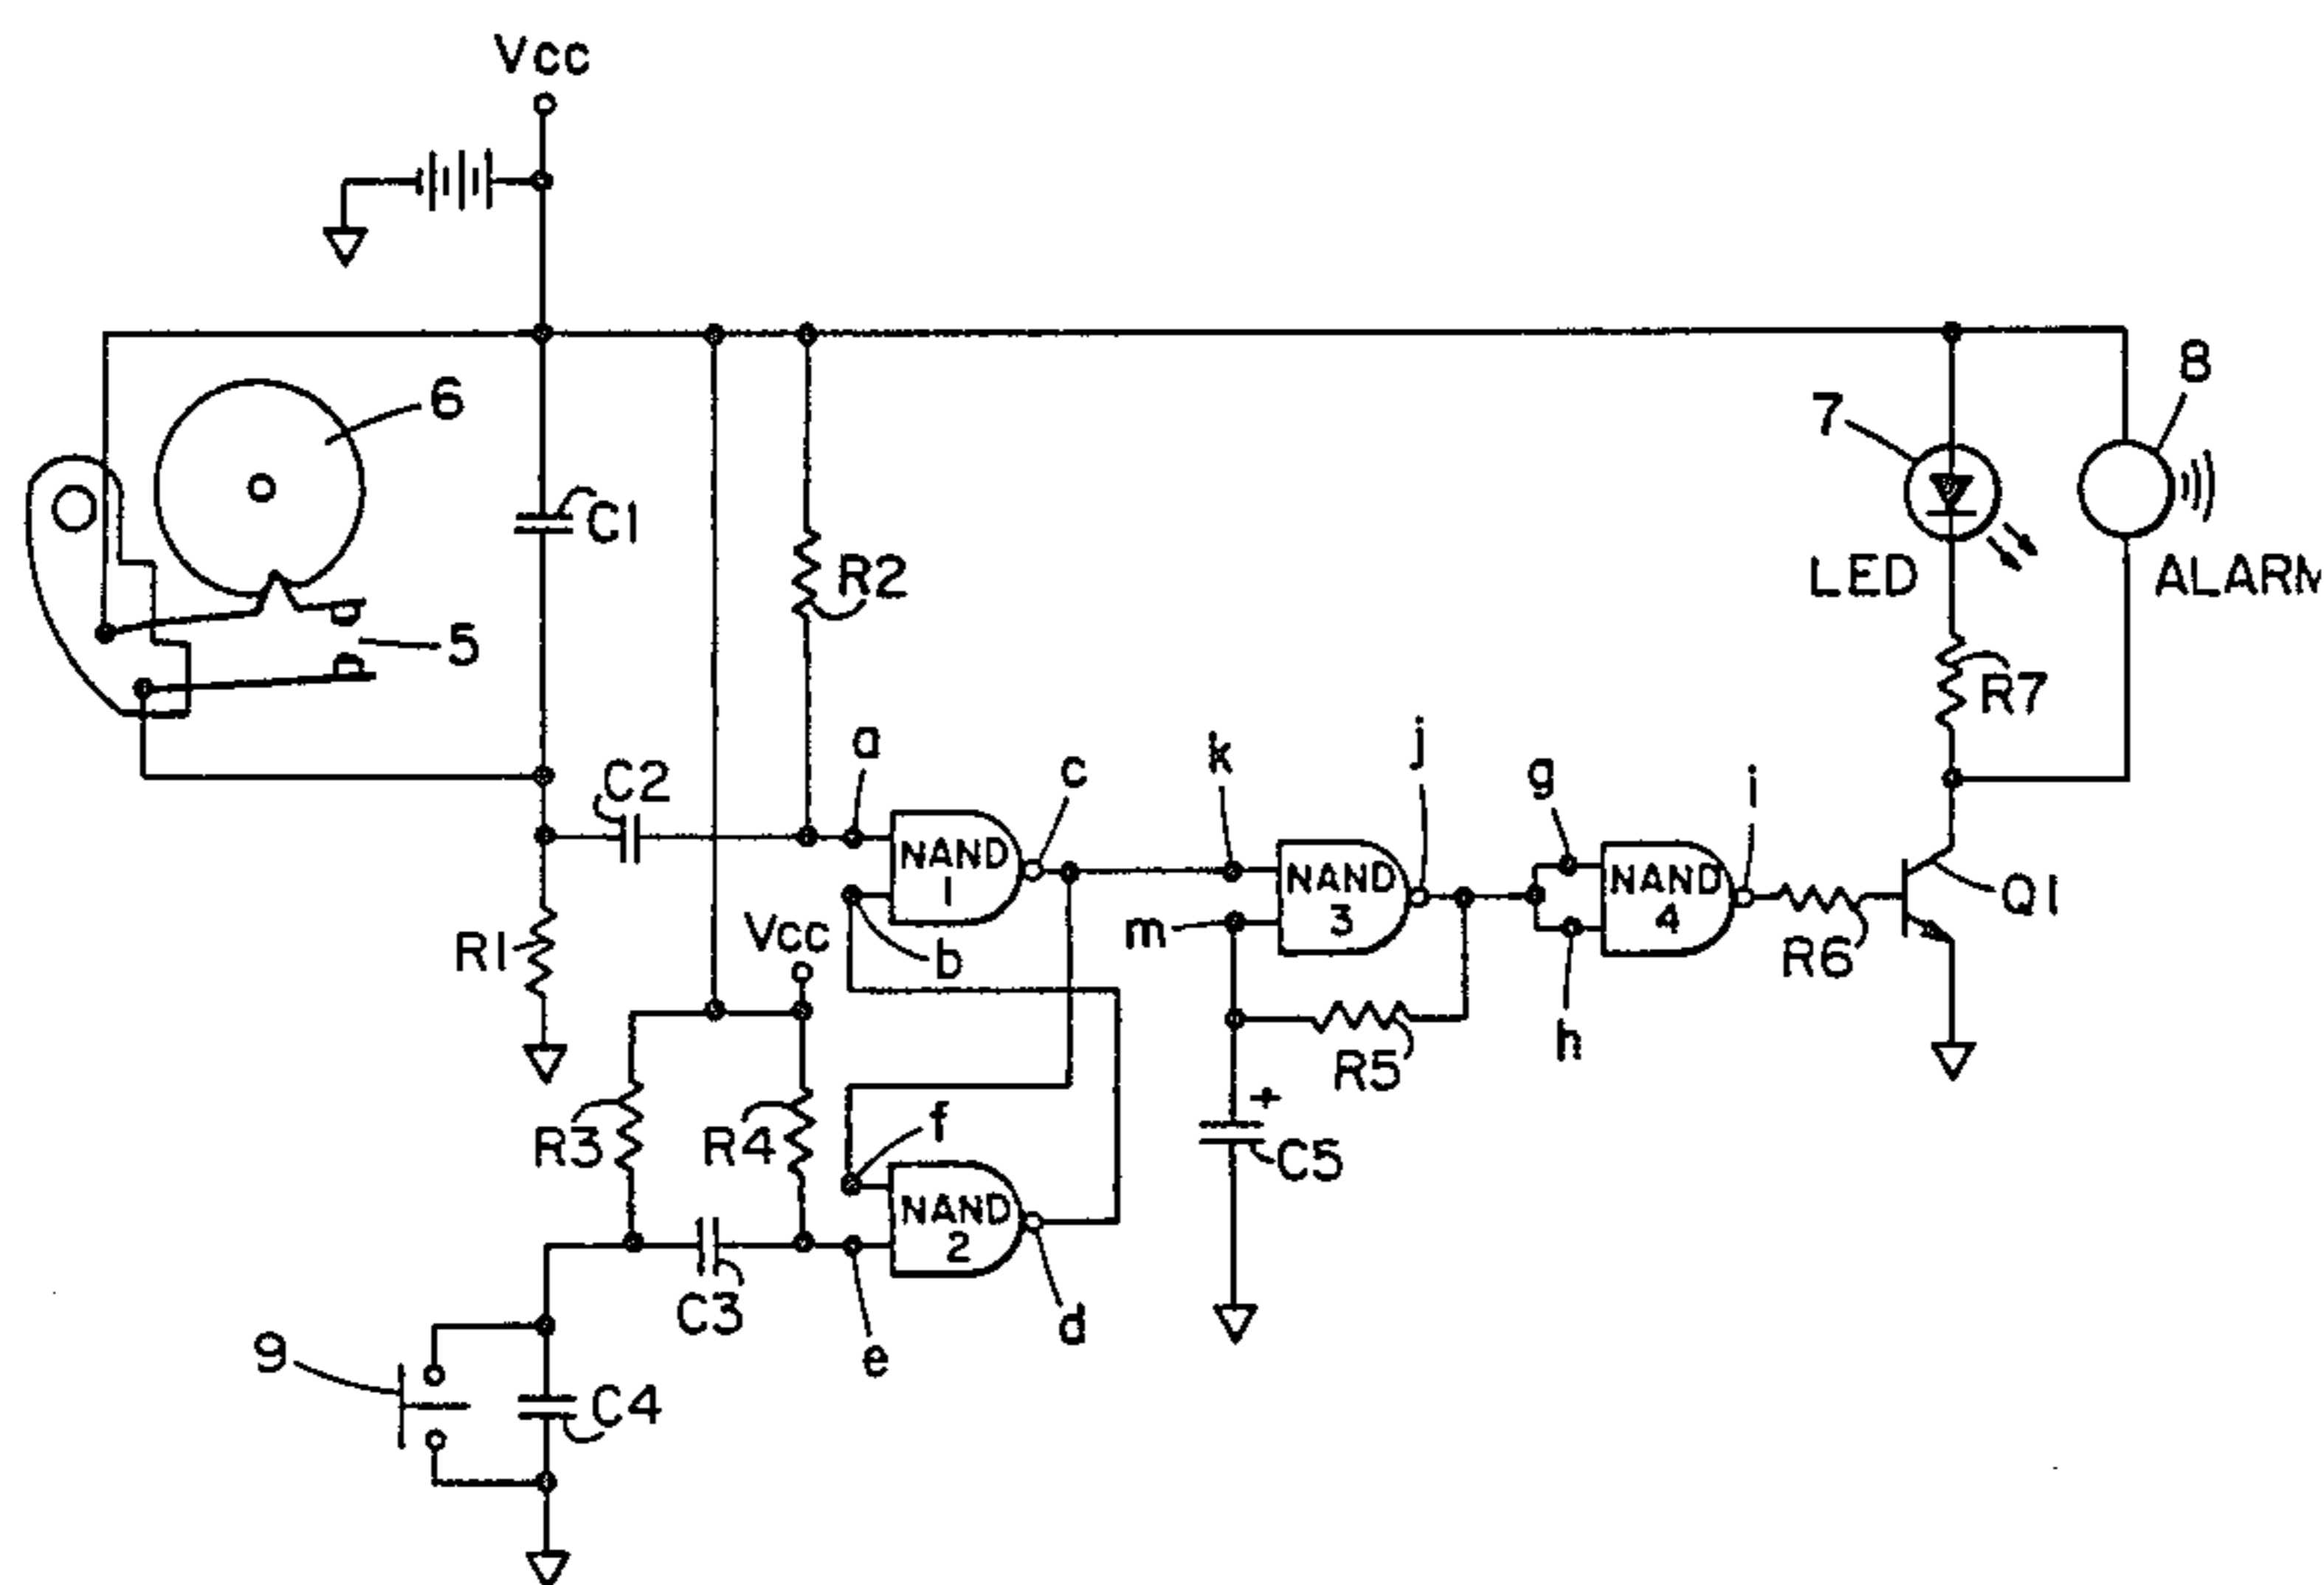 Vcc
6
8
7
C1
R2
LED
ALARM
5
R7
a
k
j
C2
c
g
i
NAND
1
NAND
3
NAND
4
Q1
R1
Vcc
b
m
R6
h
R5
+
R3
R4
f
C5
NAND
2
C3
d
9
e
C4